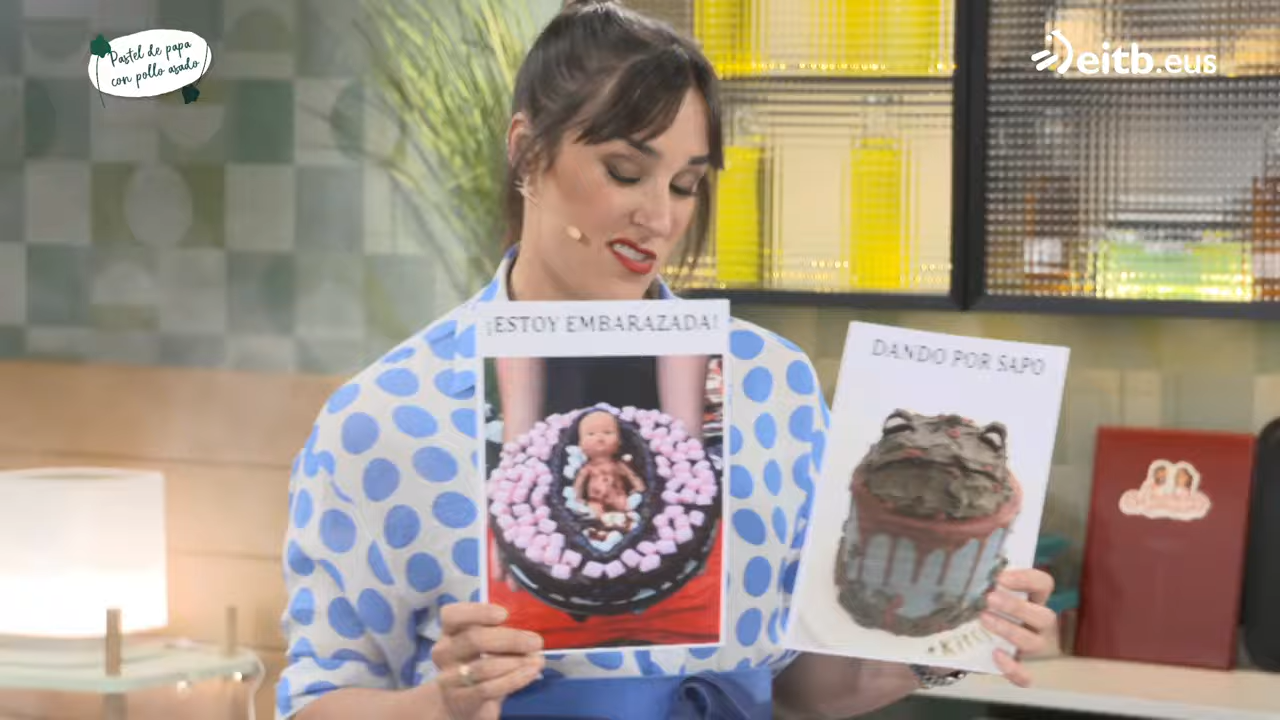 Pastel de papa
con pollo asado
eitb.eus
¡ESTOY EMBARAZADA!
DANDO POR SAPO